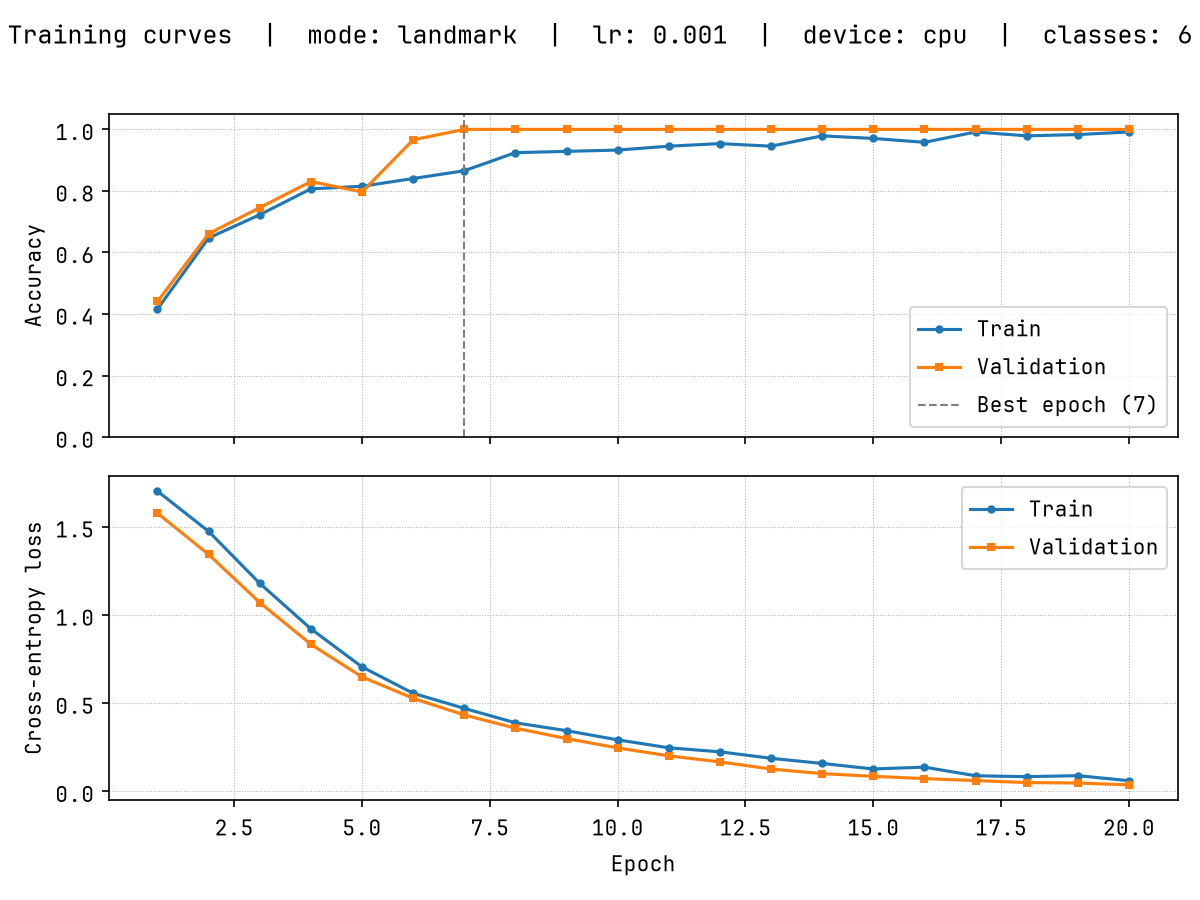 Training curves  |  mode: landmark  |  lr: 0.001  |  device: cpu  |  classes: 6
1.0
0.8
0.6
0.4
0.2
0.0
Accuracy
Train
Validation
Best epoch (7)
1.5
1.0
0.5
0.0
Cross-entropy loss
Train
Validation
2.5 5.0 7.5 10.0 12.5 15.0 17.5 20.0
Epoch